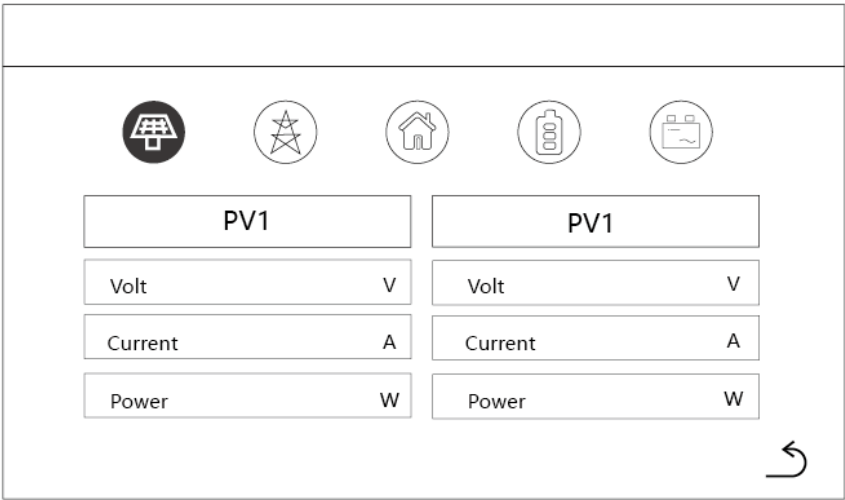 PV1 PV1
Volt V Volt V
Current A Current A
Power W Power W